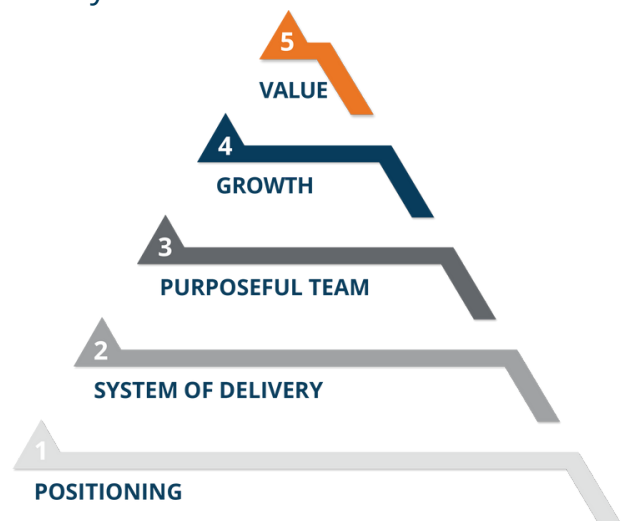 5
VALUE
4
GROWTH
3
PURPOSEFUL TEAM
2
SYSTEM OF DELIVERY
1
POSITIONING